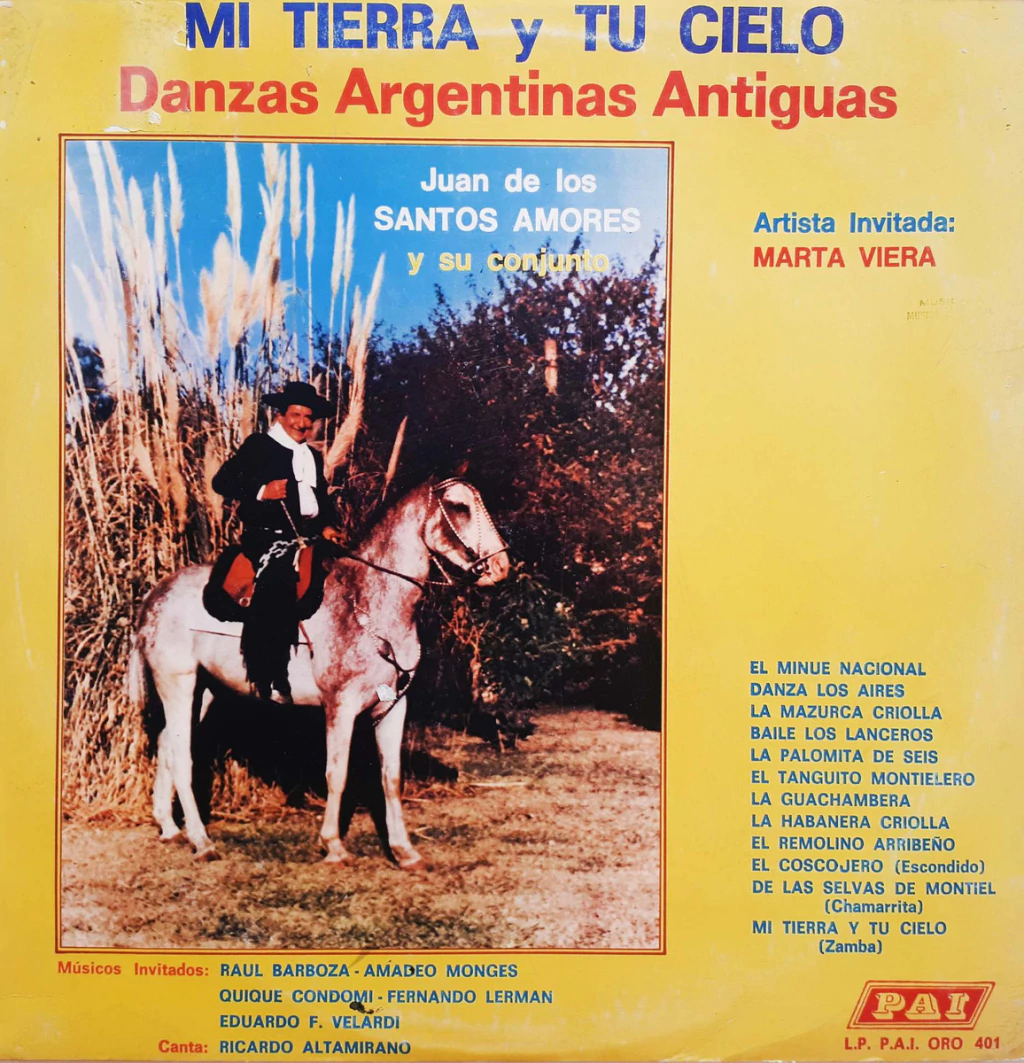 MI TIERRA y TU CIELO
Danzas Argentinas Antiguas
Juan de los
SANTOS AMORES
y su conjunto
Artista Invitada:
MARTA VIERA
EL MINUE NACIONAL
DANZA LOS AIRES
LA MAZURCA CRIOLLA
BAILE LOS LANCEROS
LA PALOMITA DE SEIS
EL TANGUITO MONTIELERO
LA GUACHAMBERA
LA HABANERA CRIOLLA
EL REMOLINO ARRIBEÑO
EL COSCOJERO (Escondido)
DE LAS SELVAS DE MONTIEL
(Chamarrita)
MI TIERRA Y TU CIELO
(Zamba)
Músicos Invitados: RAUL BARBOZA - AMADEO MONGES
QUIQUE CONDOMI - FERNANDO LERMAN
EDUARDO F. VELARDI
Canta: RICARDO ALTAMIRANO
PAI
L.P. P.A.I. ORO 401